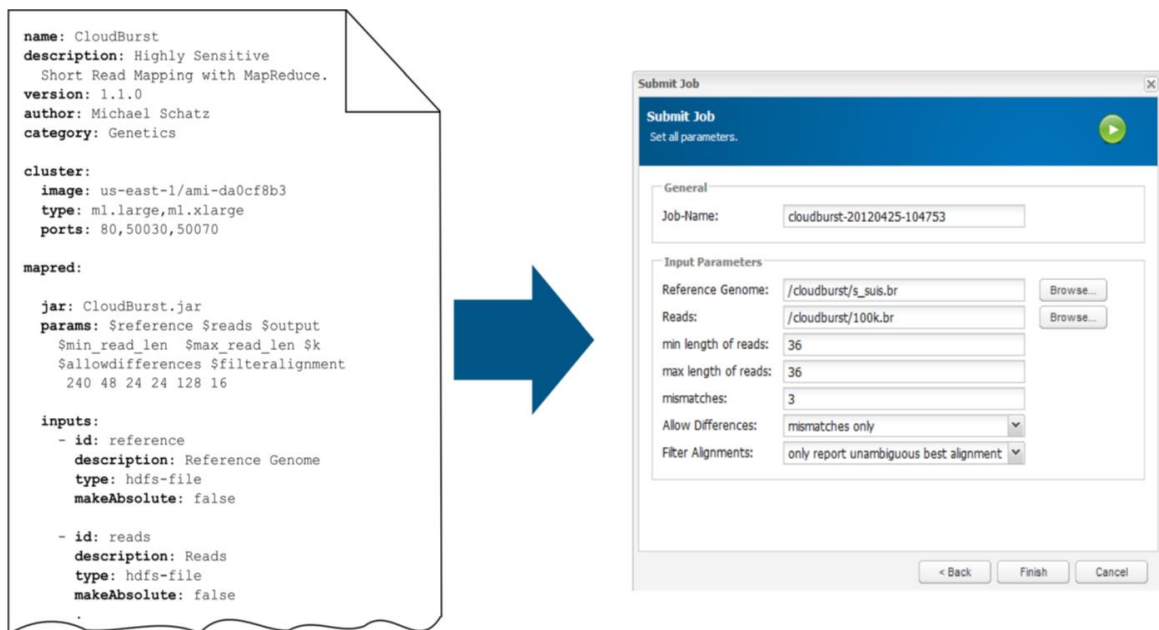 name: CloudBurst
description: Highly Sensitive
Short Read Mapping with MapReduce.
version: 1.1.0
author: Michael Schatz
category: Genetics
cluster:
image: us-east-1/ami-da0cf8b3
type: m1.large,m1.xlarge
ports: 80,50030,50070
mapred:
jar: CloudBurst.jar
params: $reference $reads $output
$min_read_len $max_read_len $k
$allowdifferences $filteralignment
240 48 24 24 128 16
inputs:
- id: reference
description: Reference Genome
type: hdfs-file
makeAbsolute: false
- id: reads
description: Reads
type: hdfs-file
makeAbsolute: false
.
Submit Job
Submit Job
Set all parameters.
General
Job-Name: cloudburst-20120425-104753
Input Parameters
Reference Genome: /cloudburst/s_suis.br Browse...
Reads: /cloudburst/100k.br Browse...
min length of reads: 36
max length of reads: 36
mismatches: 3
Allow Differences: mismatches only
Filter Alignments: only report unambiguous best alignment
< Back Finish Cancel